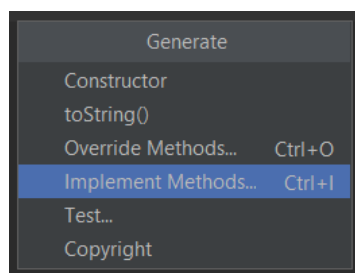 Generate
Constructor
toString()
Override Methods... Ctrl+O
Implement Methods... Ctrl+I
Test...
Copyright